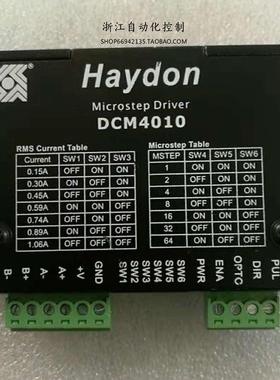 浙江自动化控制
SHOP66942135.TAOBAO.COM
Haydon
Microstep Driver
DCM4010
RMS Current Table
Current SW1 SW2 SW3
0.15A OFF ON ON
0.30A ON OFF ON
0.45A OFF OFF ON
0.59A ON ON OFF
0.74A OFF ON OFF
0.89A ON OFF OFF
1.06A OFF OFF OFF
Microstep Table
MSTEP SW4 SW5 SW6
1 ON ON ON
2 OFF ON ON
4 ON OFF ON
8 OFF OFF ON
16 ON ON OFF
32 OFF ON OFF
64 ON OFF OFF
B-
B+
A-
A+
+V
GND
SW1
SW2
SW3
SW4
SW5
SW6
PWR
ENA
OPTO
DIR
PUL